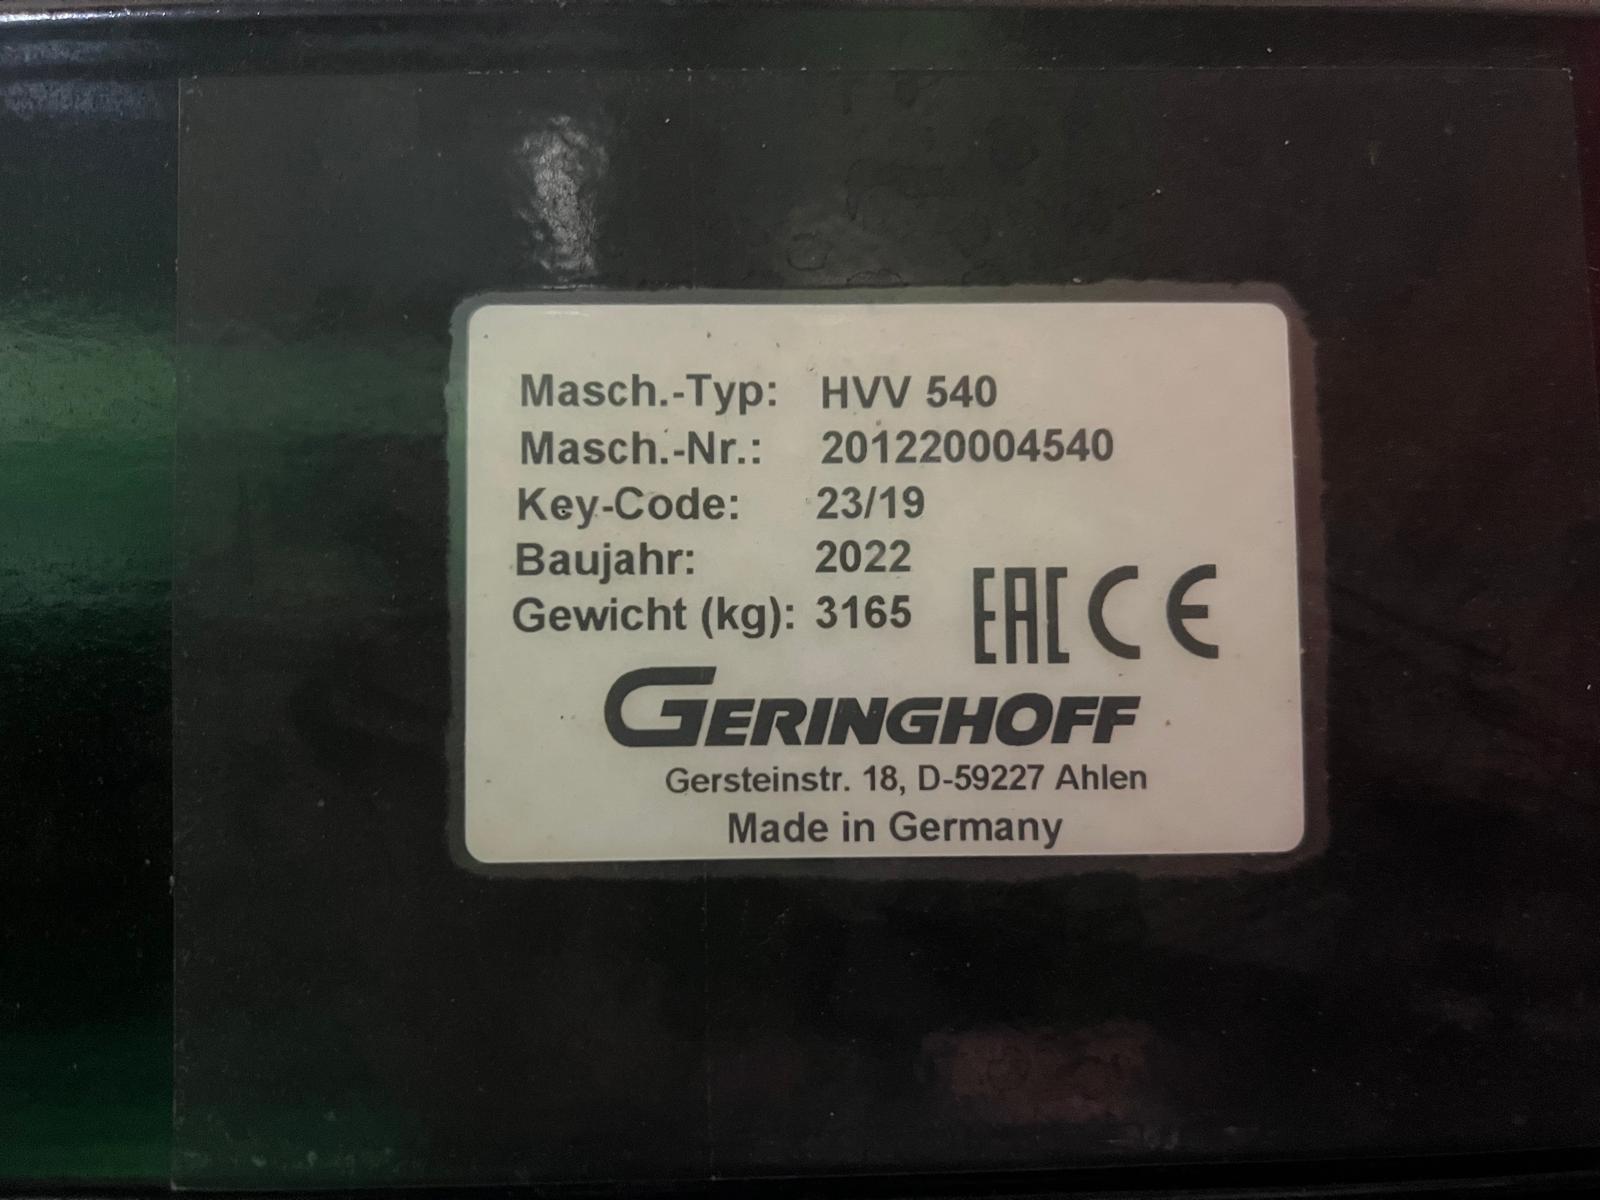 Masch.-Typ: HVV 540
Masch.-Nr.: 201220004540
Key-Code: 23/19
Baujahr: 2022
Gewicht (kg): 3165
EAC CE
GERINGHOFF
Gersteinstr. 18, D-59227 Ahlen
Made in Germany